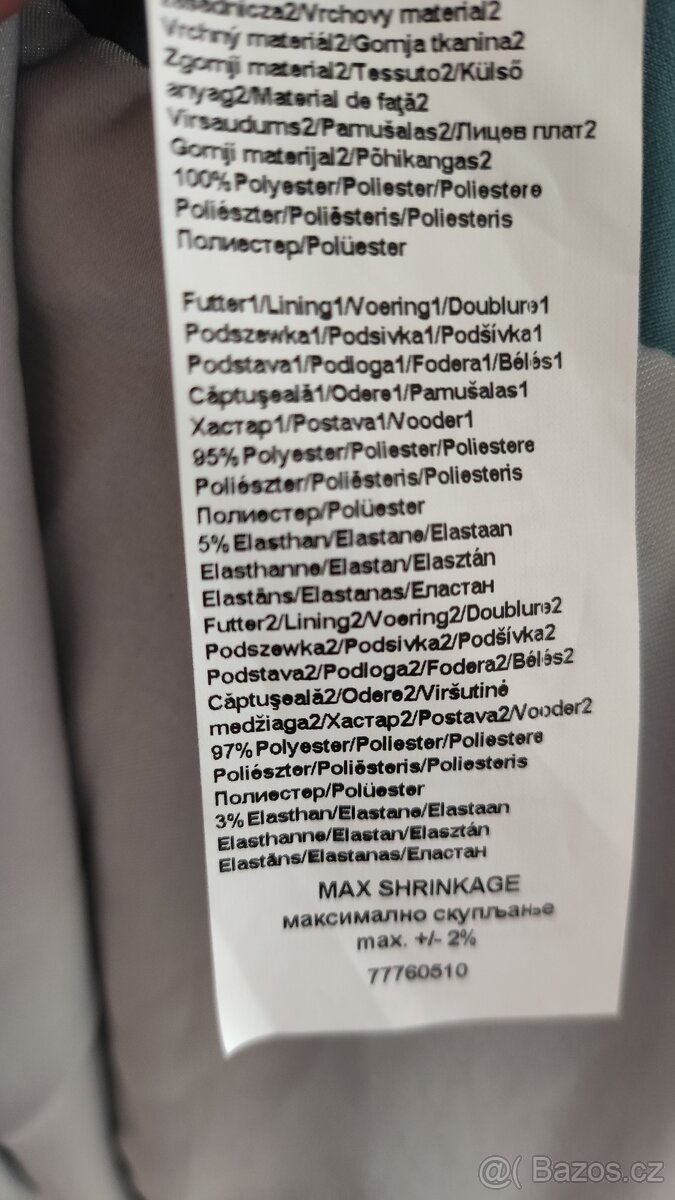 zasadnicza2/Vrchovy material2
Vrchný materiál2/Gornja tkanina2
Zgornji material2/Tessuto2/Külső
anyag2/Material de faţă2
Virsaudums2/Pamušalas2/Лицев плат2
Gornji materijal2/Põhikangas2
100% Polyester/Poliester/Poliestere
Poliészter/Poliēsteris/Poliesteris
Полиестер/Polüester
Futter1/Lining1/Voering1/Doublure1
Podszewka1/Podsivka1/Podšívka1
Podstava1/Podloga1/Fodera1/Bélés1
Căptuşeală1/Odere1/Pamušalas1
Хастар1/Postava1/Vooder1
95% Polyester/Poliester/Poliestere
Poliészter/Poliēsteris/Poliesteris
Полиестер/Polüester
5% Elasthan/Elastane/Elastaan
Elasthanne/Elastan/Elasztán
Elastāns/Elastanas/Еластан
Futter2/Lining2/Voering2/Doublure2
Podszewka2/Podsivka2/Podšívka2
Podstava2/Podloga2/Fodera2/Bélés2
Căptuşeală2/Odere2/Viršutinė
medžiaga2/Хастар2/Postava2/Vooder2
97% Polyester/Poliester/Poliestere
Poliészter/Poliēsteris/Poliesteris
Полиестер/Polüester
3% Elasthan/Elastane/Elastaan
Elasthanne/Elastan/Elasztán
Elastāns/Elastanas/Еластан
MAX SHRINKAGE
максимално скупљање
max. +/- 2%
77760510
@( Bazos.cz